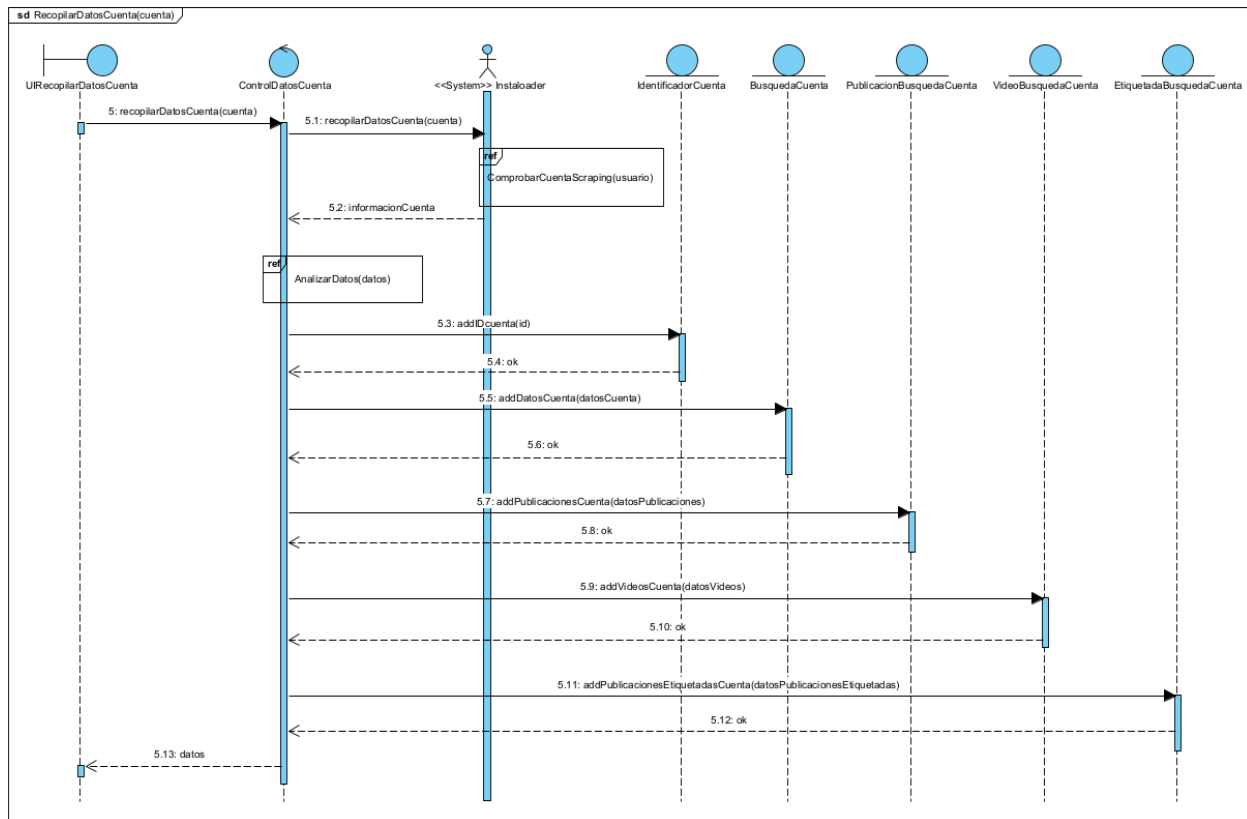 sd RecopilarDatosCuenta(cuenta)
UIRecopilarDatosCuenta
ControlDatosCuenta
<<System>> Instaloader
IdentificadorCuenta
BusquedaCuenta
PublicacionBusquedaCuenta
VideoBusquedaCuenta
EtiquetadaBusquedaCuenta
5: recopilarDatosCuenta(cuenta)
5.1: recopilarDatosCuenta(cuenta)
ref
ComprobarCuentaScraping(usuario)
5.2: informacionCuenta
ref
AnalizarDatos(datos)
5.3: addIDcuenta(id)
5.4: ok
5.5: addDatosCuenta(datosCuenta)
5.6: ok
5.7: addPublicacionesCuenta(datosPublicaciones)
5.8: ok
5.9: addVideosCuenta(datosVideos)
5.10: ok
5.11: addPublicacionesEtiquetadasCuenta(datosPublicacionesEtiquetadas)
5.12: ok
5.13: datos